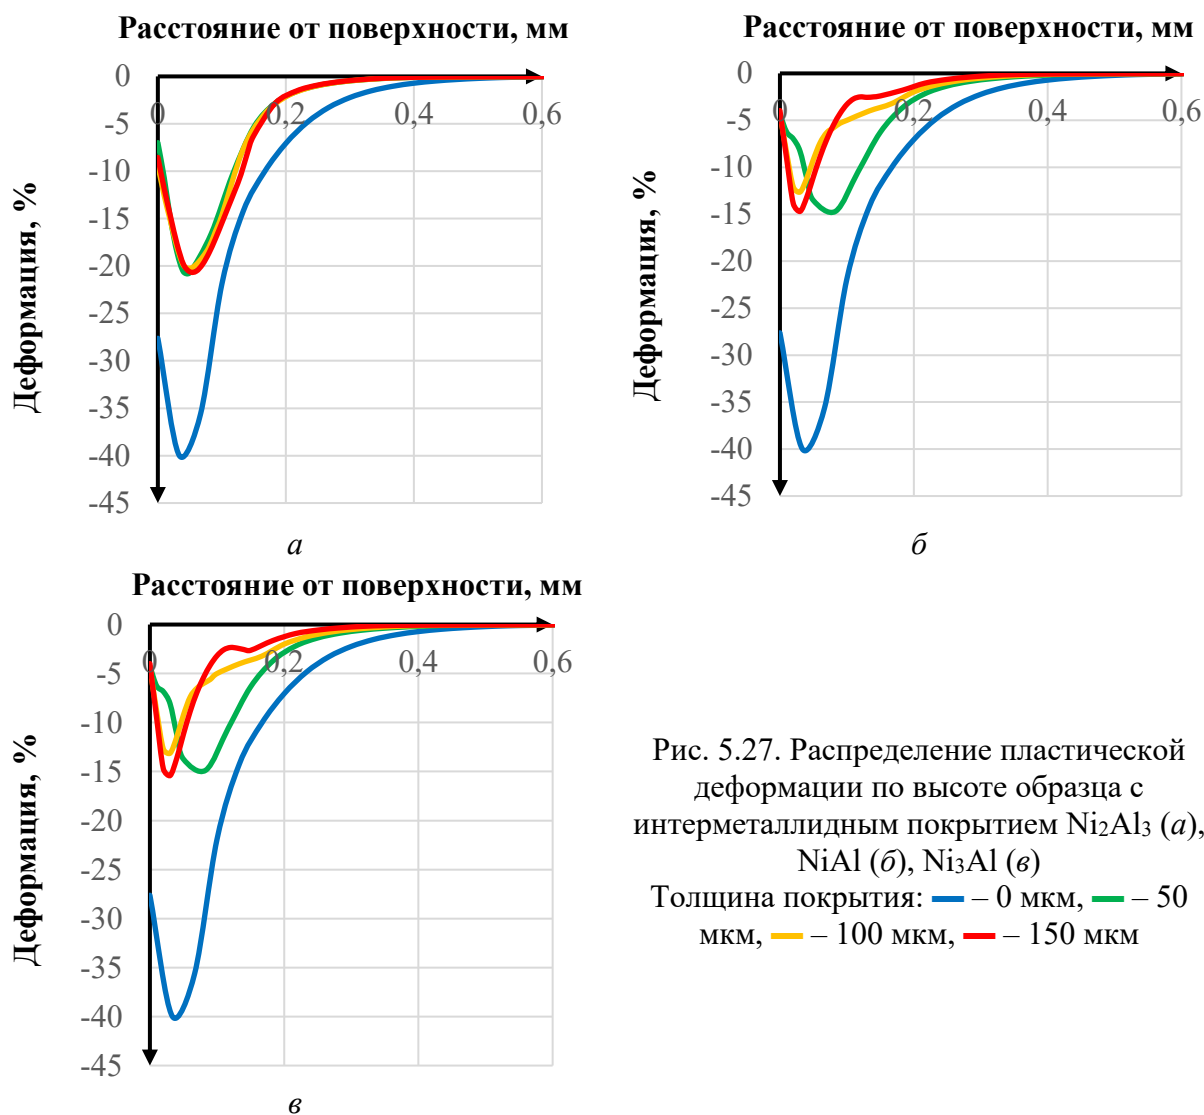 Расстояние от поверхности, мм
0
-5
-10
-15
-20
-25
-30
-35
-40
-45
0
0,2
0,4
0,6
Деформация, %
а
Расстояние от поверхности, мм
0
-5
-10
-15
-20
-25
-30
-35
-40
-45
0
0,2
0,4
0,6
Деформация, %
б
Расстояние от поверхности, мм
0
-5
-10
-15
-20
-25
-30
-35
-40
-45
0
0,2
0,4
0,6
Деформация, %
в
Рис. 5.27. Распределение пластической
деформации по высоте образца с
интерметаллидным покрытием Ni₂Al₃ (а),
NiAl (б), Ni₃Al (в)
Толщина покрытия: – 0 мкм, – 50
мкм, – 100 мкм, – 150 мкм